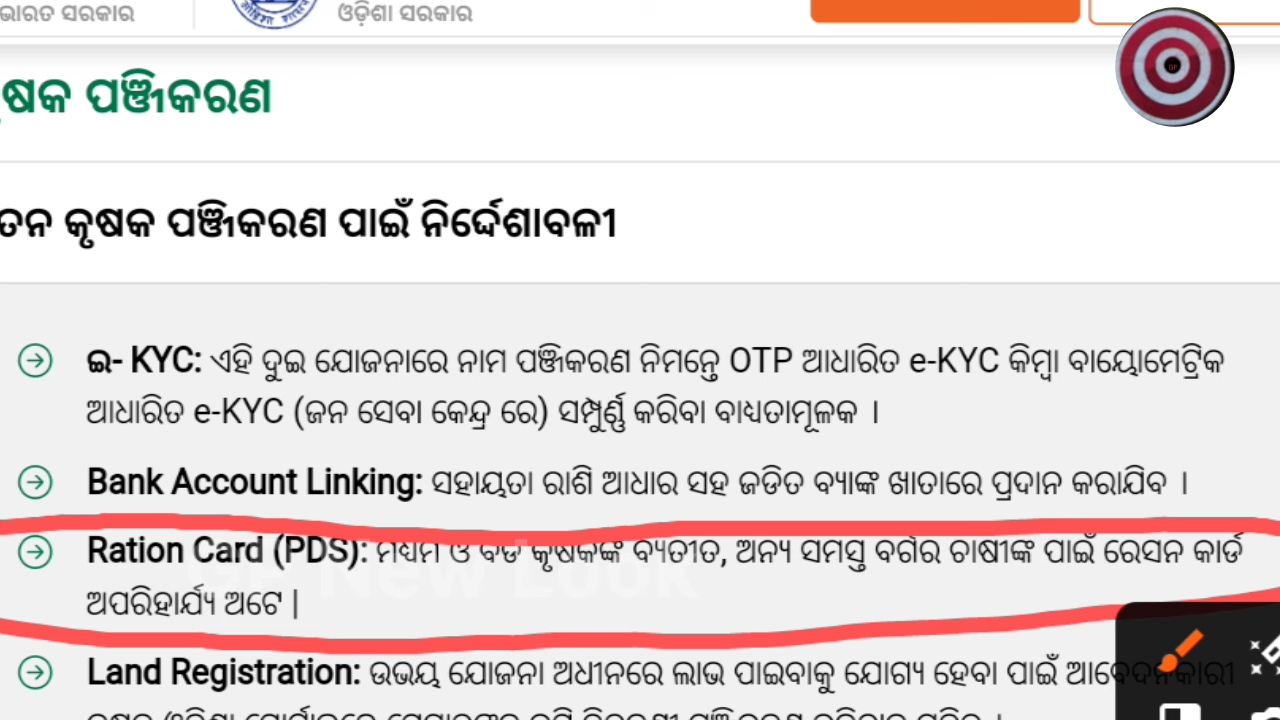 ଭାରତ ସରକାର
ଓଡ଼ିଶା ସରକାର
ଷକ ପଞ୍ଜିକରଣ
ତନ କୃଷକ ପଞ୍ଜିକରଣ ପାଇଁ ନିର୍ଦ୍ଦେଶାବଳୀ
ଇ- KYC: ଏହି ଦୁଇ ଯୋଜନାରେ ନାମ ପଞ୍ଜିକରଣ ନିମନ୍ତେ OTP ଆଧାରିତ e-KYC କିମ୍ବା ବାୟୋମେଟ୍ରିକ
ଆଧାରିତ e-KYC (ଜନ ସେବା କେନ୍ଦ୍ର ରେ) ସମ୍ପୁର୍ଣ୍ଣ କରିବା ବାଧ୍ୟତାମୂଳକ ।
Bank Account Linking: ସହାୟତା ରାଶି ଆଧାର ସହ ଜଡିତ ବ୍ୟାଙ୍କ ଖାତାରେ ପ୍ରଦାନ କରାଯିବ ।
Ration Card (PDS): ମଧ୍ୟମ ଓ ବଡ କୃଷକଙ୍କ ବ୍ୟତୀତ, ଅନ୍ୟ ସମସ୍ତ ବର୍ଗର ଚାଷୀଙ୍କ ପାଇଁ ରେସନ କାର୍ଡ
ଅପରିହାର୍ଯ୍ୟ ଅଟେ |
GP New Look
Land Registration: ଉଭୟ ଯୋଜନା ଅଧୀନରେ ଲାଭ ପାଇବାକୁ ଯୋଗ୍ୟ ହେବା ପାଇଁ ଆବେଦନକାରୀ